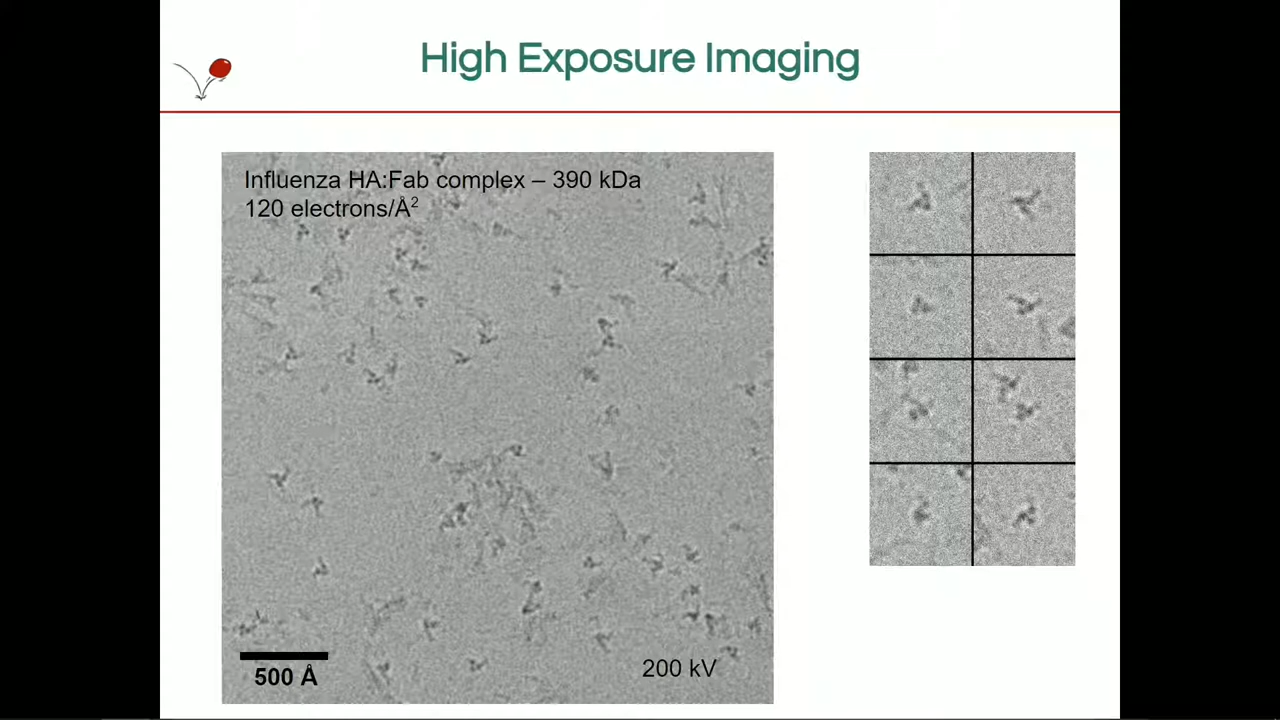 High Exposure Imaging
Influenza HA:Fab complex – 390 kDa
120 electrons/Å²
500 Å
200 kV